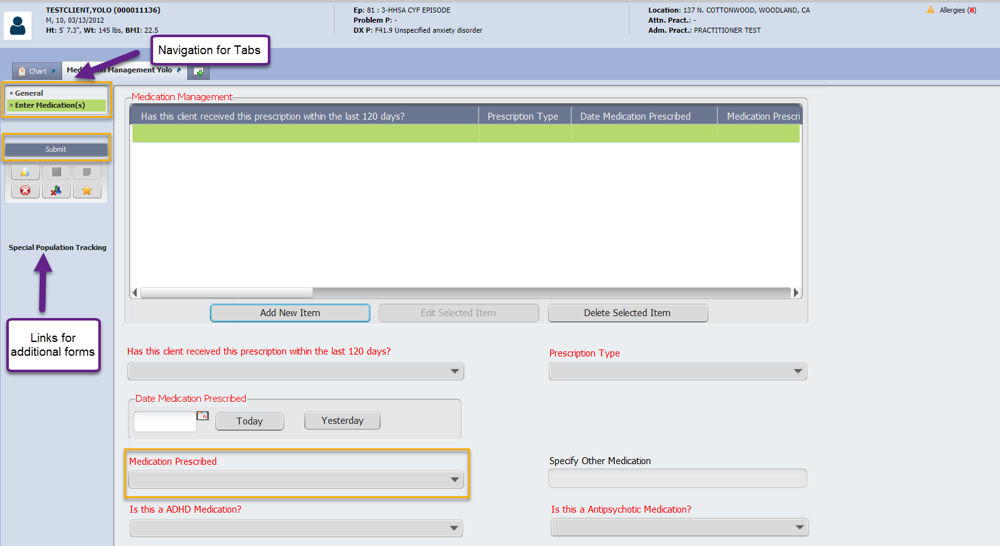 TESTCLIENT,YOLO (000011136)
M, 10, 03/13/2012
Ht: 5' 7.3", Wt: 145 lbs, BMI: 22.5
Ep: 81 : 3-HHSA CYF EPISODE
Problem P: -
DX P: F41.9 Unspecified anxiety disorder
Location: 137 N. COTTONWOOD, WOODLAND, CA
Attn. Pract.: -
Adm. Pract.: PRACTITIONER TEST
Allergies (8)
Navigation for Tabs
Chart
Management Yolo
General
Enter Medication(s)
Submit
Special Population Tracking
Links for
additional forms
Medication Management
Has this client received this prescription within the last 120 days?
Prescription Type
Date Medication Prescribed
Medication Prescri
Add New Item
Edit Selected Item
Delete Selected Item
Has this client received this prescription within the last 120 days?
Prescription Type
Date Medication Prescribed
Today
Yesterday
Medication Prescribed
Specify Other Medication
Is this a ADHD Medication?
Is this a Antipsychotic Medication?